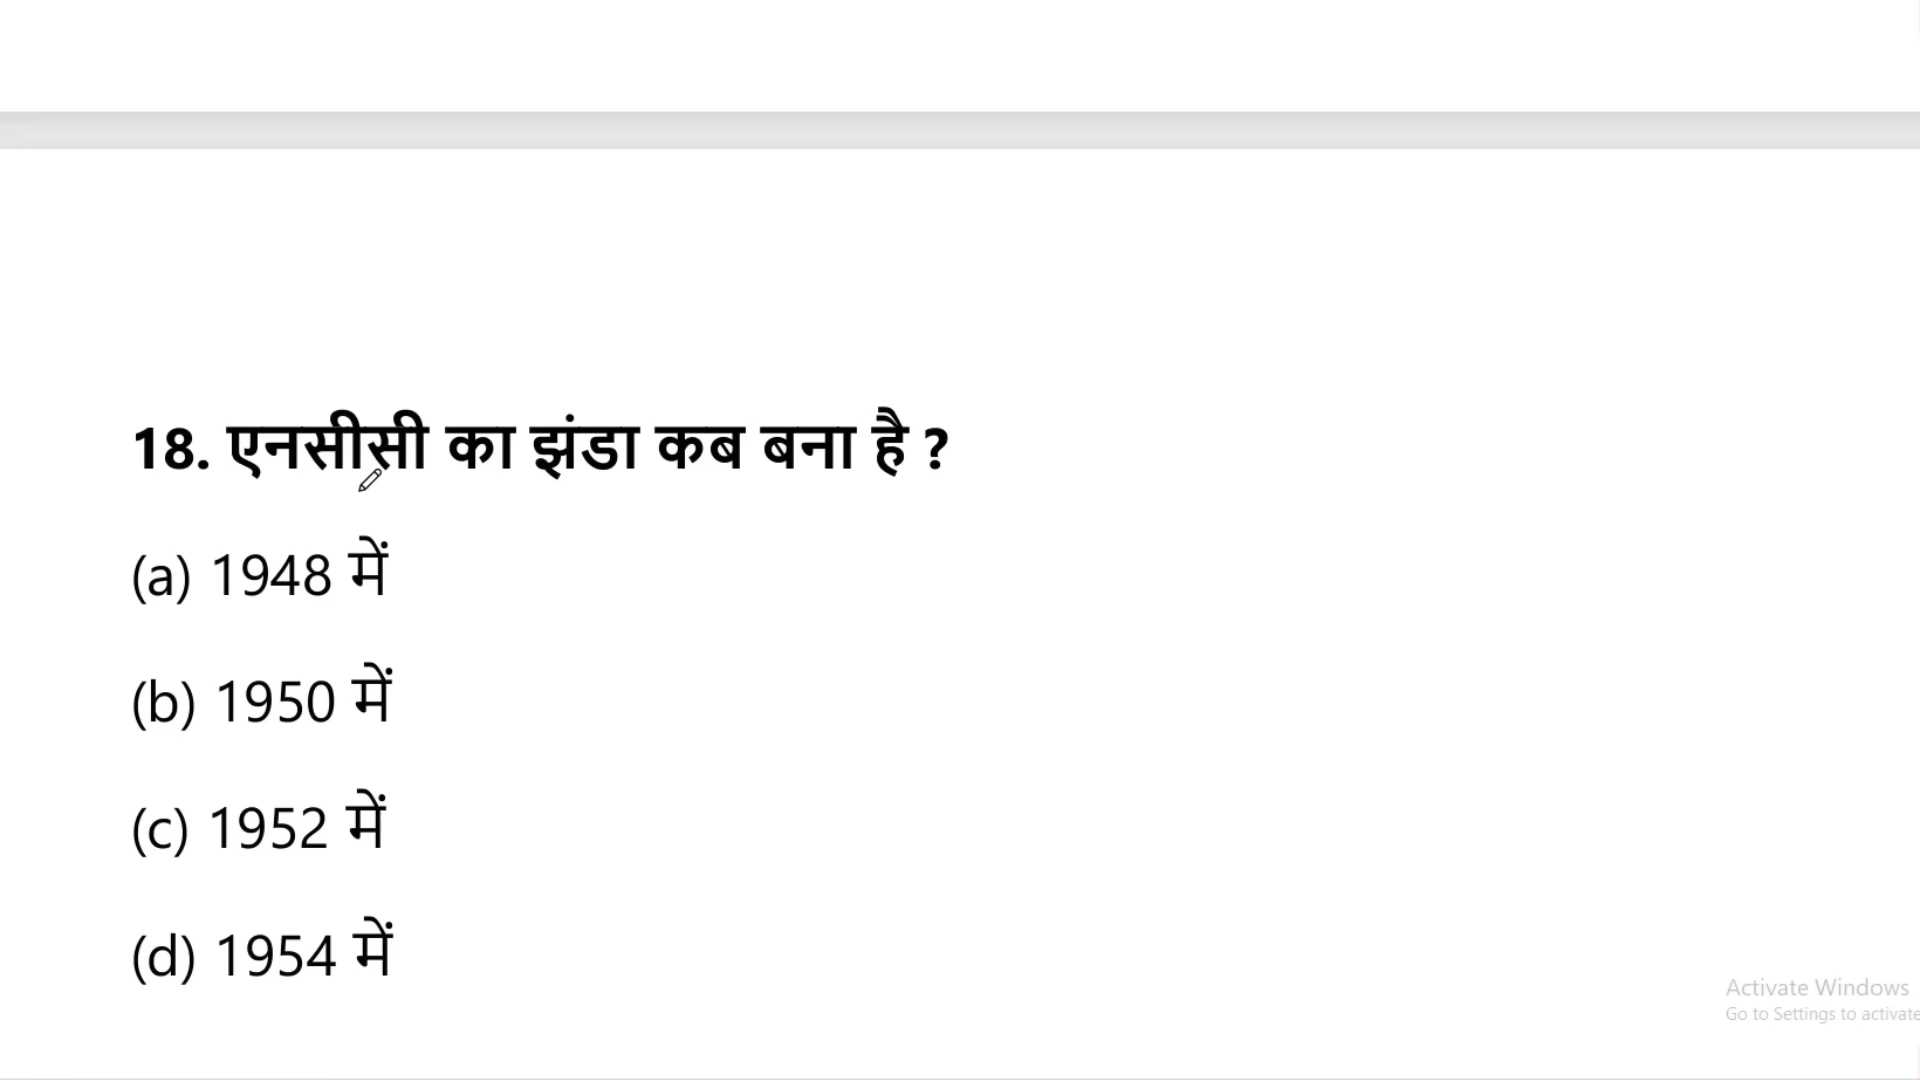 18. एनसीसी का झंडा कब बना है ?
(a) 1948 में
(b) 1950 में
(c) 1952 में
(d) 1954 में
Activate Windows
Go to Settings to activate